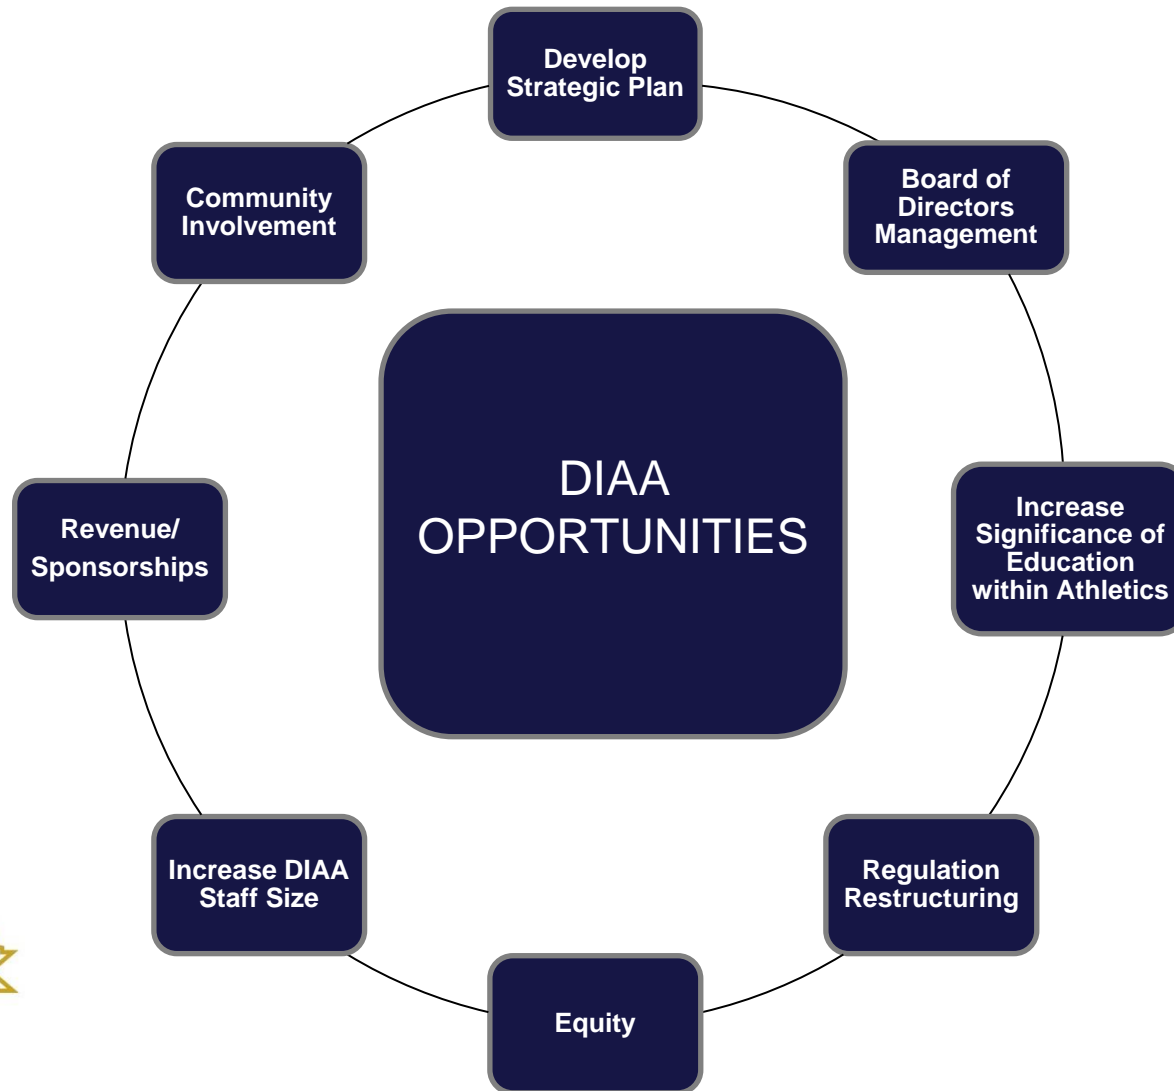 Develop
Strategic Plan
Board of
Directors
Management
Increase
Significance of
Education
within Athletics
Regulation
Restructuring
Equity
Increase DIAA
Staff Size
Revenue/
Sponsorships
Community
Involvement
DIAA
OPPORTUNITIES